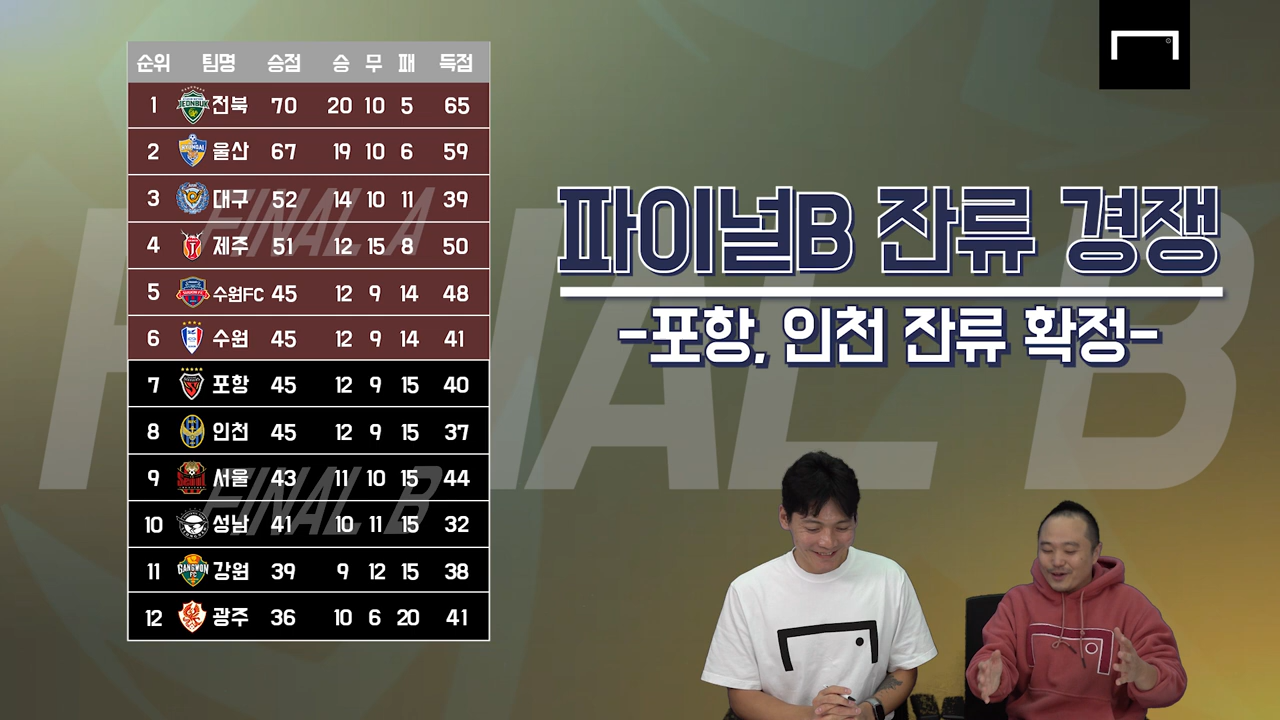 순위 팀명 승점 승 무 패 득점
1 전북 70 20 10 5 65
2 울산 67 19 10 6 59
3 대구 52 14 10 11 39
4 제주 51 12 15 8 50
5 수원FC 45 12 9 14 48
6 수원 45 12 9 14 41
7 포항 45 12 9 15 40
8 인천 45 12 9 15 37
9 서울 43 11 10 15 44
10 성남 41 10 11 15 32
11 강원 39 9 12 15 38
12 광주 36 10 6 20 41
FINAL A
FINAL B
파이널B 잔류 경쟁
-포항, 인천 잔류 확정-
FINAL B